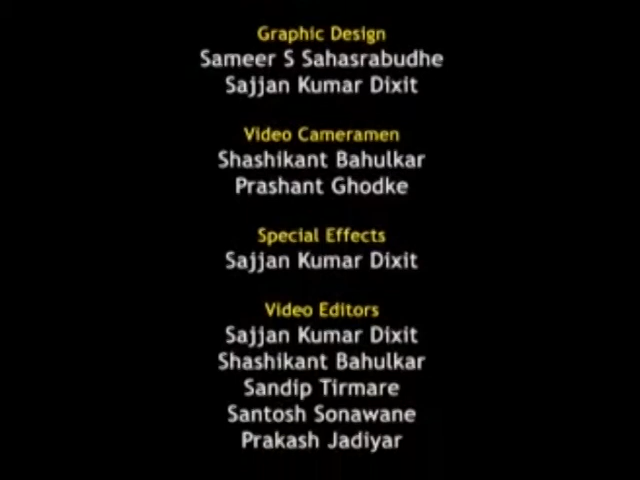 Graphic Design
Sameer S Sahasrabudhe
Sajjan Kumar Dixit
Video Cameramen
Shashikant Bahulkar
Prashant Ghodke
Special Effects
Sajjan Kumar Dixit
Video Editors
Sajjan Kumar Dixit
Shashikant Bahulkar
Sandip Tirmare
Santosh Sonawane
Prakash Jadiyar